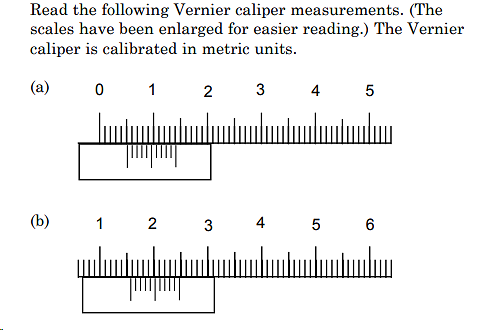 Read the following Vernier caliper measurements. (The
scales have been enlarged for easier reading.) The Vernier
caliper is calibrated in metric units.
(a) 0 1 2 3 4 5
(b) 1 2 3 4 5 6